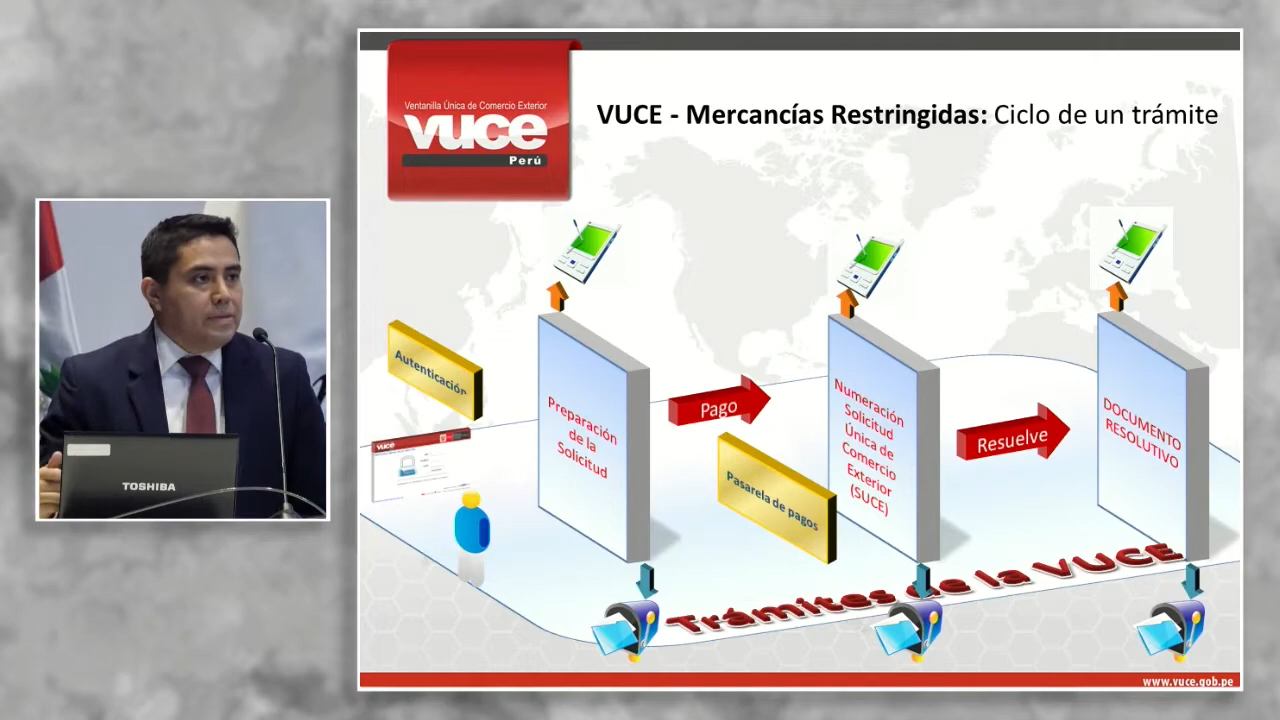 Ventanilla Única de Comercio Exterior
vuce
Perú
VUCE - Mercancías Restringidas: Ciclo de un trámite
Autenticación
vuce
Preparación
de la
Solicitud
Pago
Pasarela de pagos
Numeración
Solicitud
Única de
Comercio
Exterior
(SUCE)
Resuelve
DOCUMENTO
RESOLUTIVO
Trámites de la VUCE
TOSHIBA
www.vuce.gob.pe